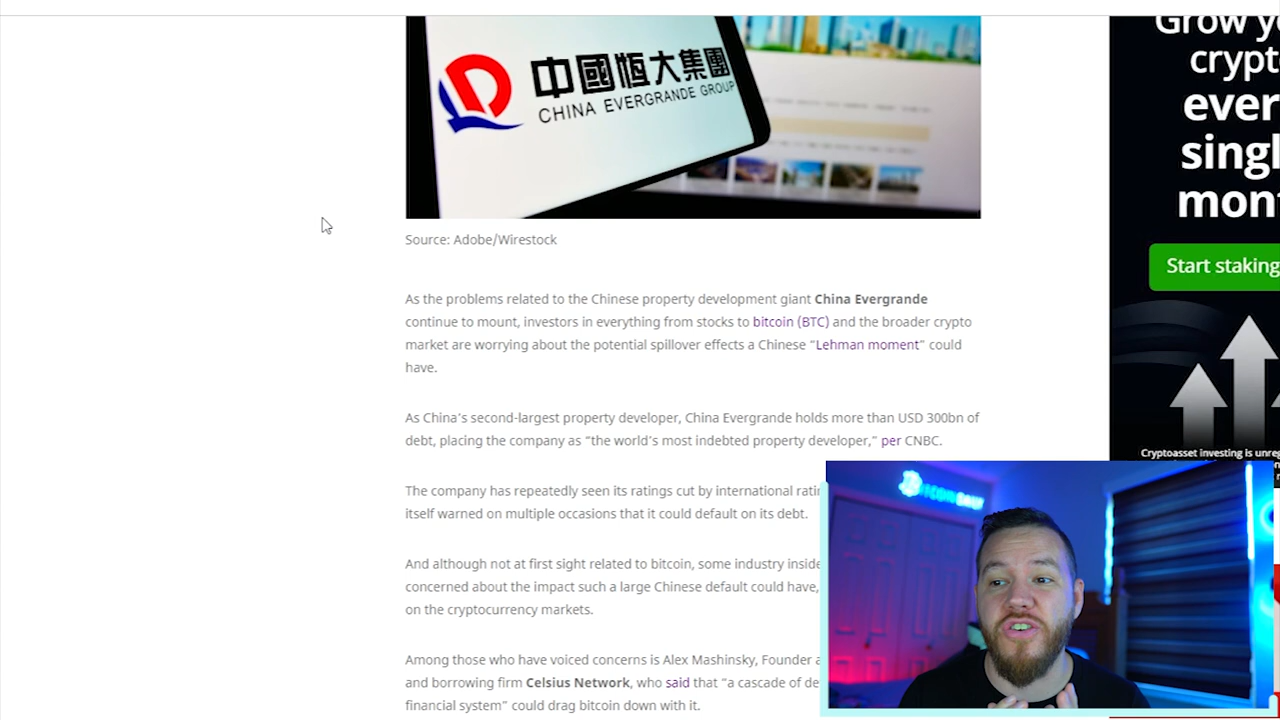 中國恆大集團
CHINA EVERGRANDE GROUP
Source: Adobe/Wirestock
As the problems related to the Chinese property development giant China Evergrande
continue to mount, investors in everything from stocks to bitcoin (BTC) and the broader crypto
market are worrying about the potential spillover effects a Chinese “Lehman moment” could
have.
As China's second-largest property developer, China Evergrande holds more than USD 300bn of
debt, placing the company as “the world's most indebted property developer,” per CNBC.
The company has repeatedly seen its ratings cut by international
itself warned on multiple occasions that it could default on its debt.
And although not at first sight related to bitcoin, some industry
concerned about the impact such a large Chinese default could have,
on the cryptocurrency markets.
Among those who have voiced concerns is Alex Mashinsky, Founder
and borrowing firm Celsius Network, who said that “a cascade of
financial system” could drag bitcoin down with it.
Grow
crypt
ever
singl
mon
Start staking
Cryptoasset investing is